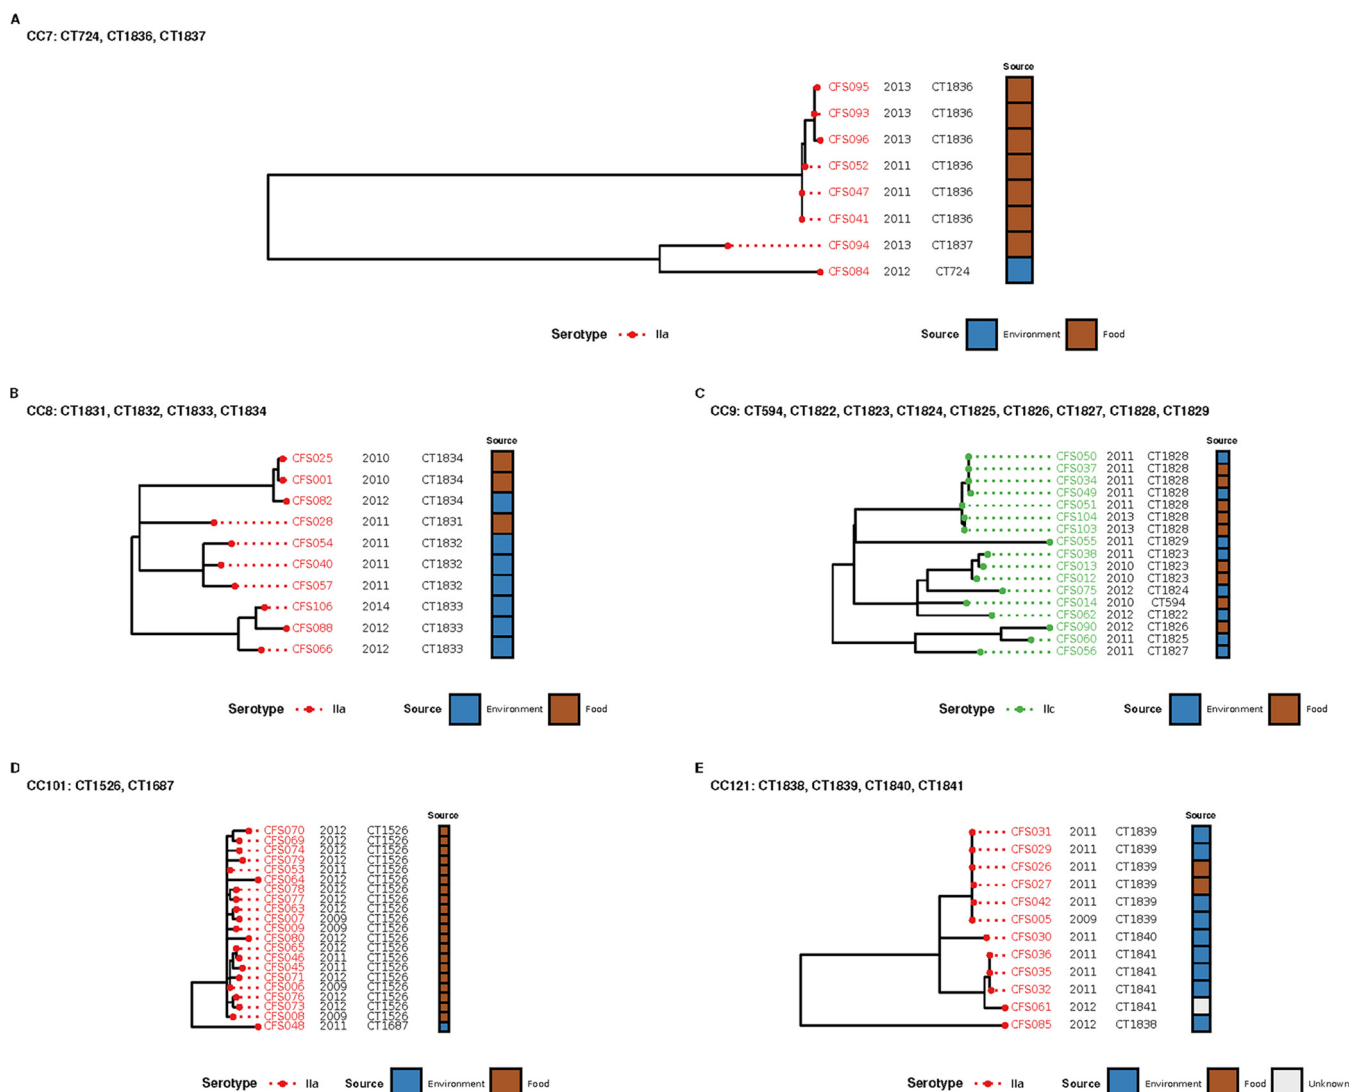 A
CC7: CT724, CT1836, CT1837
Source
CFS095 2013 CT1836
CFS093 2013 CT1836
CFS096 2013 CT1836
CFS052 2011 CT1836
CFS047 2011 CT1836
CFS041 2011 CT1836
CFS094 2013 CT1837
CFS084 2012 CT724
Serotype IIa Source Environment Food
B
CC8: CT1831, CT1832, CT1833, CT1834
Source
CFS025 2010 CT1834
CFS001 2010 CT1834
CFS082 2012 CT1834
CFS028 2011 CT1831
CFS054 2011 CT1832
CFS040 2011 CT1832
CFS057 2011 CT1832
CFS106 2014 CT1833
CFS088 2012 CT1833
CFS066 2012 CT1833
Serotype IIa Source Environment Food
C
CC9: CT594, CT1822, CT1823, CT1824, CT1825, CT1826, CT1827, CT1828, CT1829
Source
CFS050 2011 CT1828
CFS037 2011 CT1828
CFS034 2011 CT1828
CFS049 2011 CT1828
CFS051 2011 CT1828
CFS104 2013 CT1828
CFS103 2013 CT1828
CFS055 2011 CT1829
CFS038 2011 CT1823
CFS013 2010 CT1823
CFS012 2010 CT1823
CFS075 2012 CT1824
CFS014 2010 CT594
CFS062 2012 CT1822
CFS090 2012 CT1826
CFS060 2011 CT1825
CFS056 2011 CT1827
Serotype IIc Source Environment Food
D
CC101: CT1526, CT1687
Source
CFS070 2012 CT1526
CFS069 2012 CT1526
CFS074 2012 CT1526
CFS079 2012 CT1526
CFS053 2011 CT1526
CFS064 2012 CT1526
CFS078 2012 CT1526
CFS077 2012 CT1526
CFS063 2012 CT1526
CFS007 2009 CT1526
CFS009 2009 CT1526
CFS080 2012 CT1526
CFS065 2012 CT1526
CFS046 2011 CT1526
CFS045 2011 CT1526
CFS071 2012 CT1526
CFS006 2009 CT1526
CFS076 2012 CT1526
CFS073 2012 CT1526
CFS008 2009 CT1526
CFS048 2011 CT1687
Serotype IIa Source Environment Food
E
CC121: CT1838, CT1839, CT1840, CT1841
Source
CFS031 2011 CT1839
CFS029 2011 CT1839
CFS026 2011 CT1839
CFS027 2011 CT1839
CFS042 2011 CT1839
CFS005 2009 CT1839
CFS030 2011 CT1840
CFS036 2011 CT1841
CFS035 2011 CT1841
CFS032 2011 CT1841
CFS061 2012 CT1841
CFS085 2012 CT1838
Serotype IIa Source Environment Food Unknown